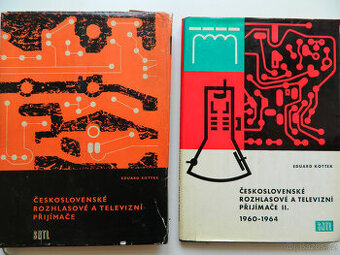 EDUARD KOTTEK
ČESKOSLOVENSKÉ
ROZHLASOVÉ A TELEVIZNÍ
PŘIJÍMAČE
SNTL
EDUARD KOTTEK
ČESKOSLOVENSKÉ
ROZHLASOVÉ A TELEVIZNÍ
PŘIJÍMAČE II.
1960-1964
SNTL